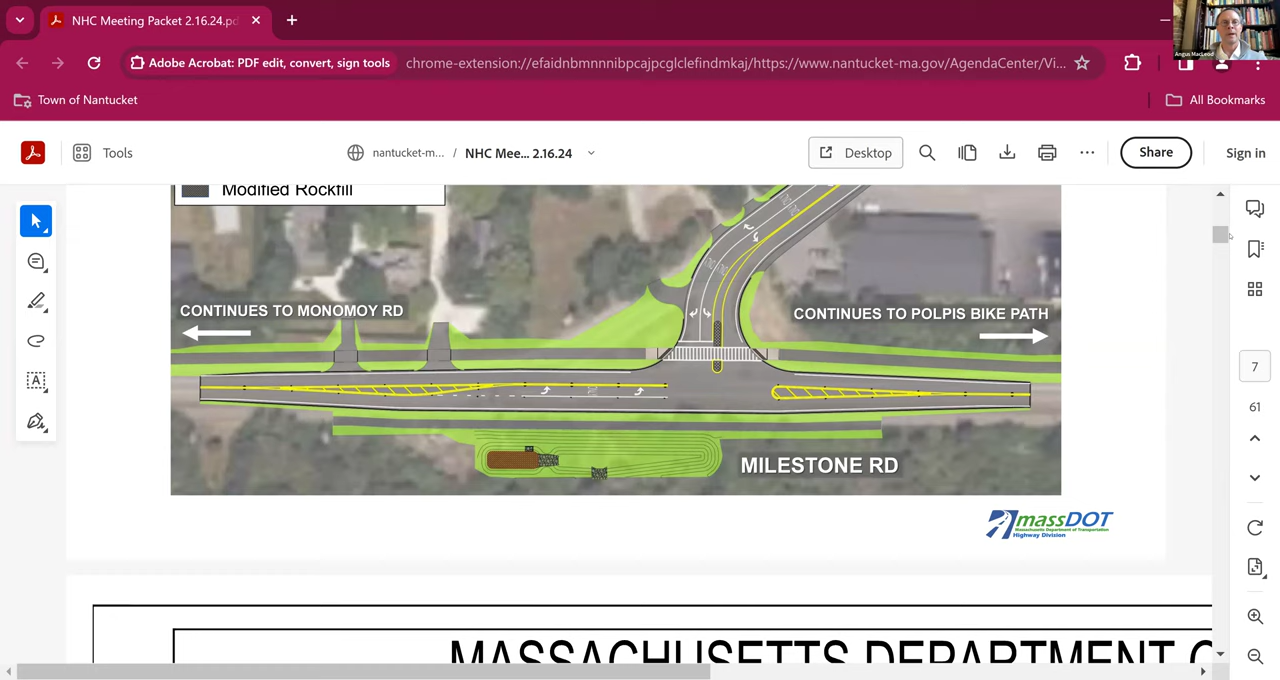 NHC Meeting Packet 2.16.24.pd
Angus MacLeod
Adobe Acrobat: PDF edit, convert, sign tools
chrome-extension://efaidnbmnnnibpcajpcglclefindmkaj/https://www.nantucket-ma.gov/AgendaCenter/Vi...
Town of Nantucket
All Bookmarks
Tools
nantucket-m... / NHC Mee... 2.16.24
Desktop
Share
Sign in
Modified Rockfill
CONTINUES TO MONOMOY RD
CONTINUES TO POLPIS BIKE PATH
7
61
MILESTONE RD
massDOT
Massachusetts Department of Transportation
Highway Division
MASSACHUSETTS DEPARTMENT O